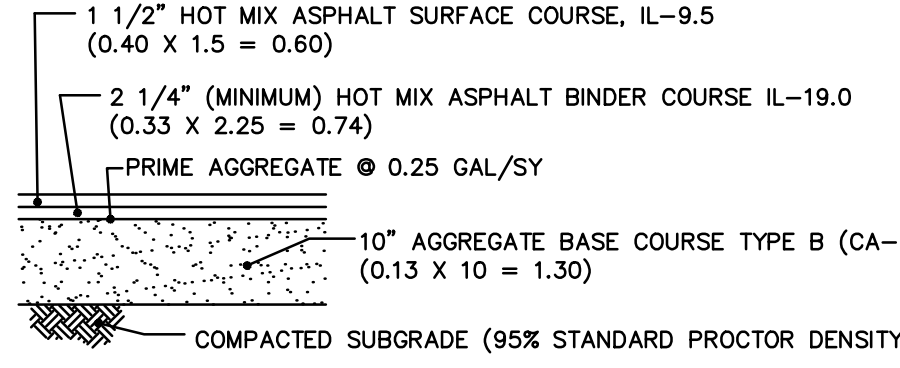 1 1/2" HOT MIX ASPHALT SURFACE COURSE, IL-9.5
(0.40 X 1.5 = 0.60)
2 1/4" (MINIMUM) HOT MIX ASPHALT BINDER COURSE IL-19.0
(0.33 X 2.25 = 0.74)
PRIME AGGREGATE @ 0.25 GAL/SY
10" AGGREGATE BASE COURSE TYPE B (CA-
(0.13 X 10 = 1.30)
COMPACTED SUBGRADE (95% STANDARD PROCTOR DENSITY